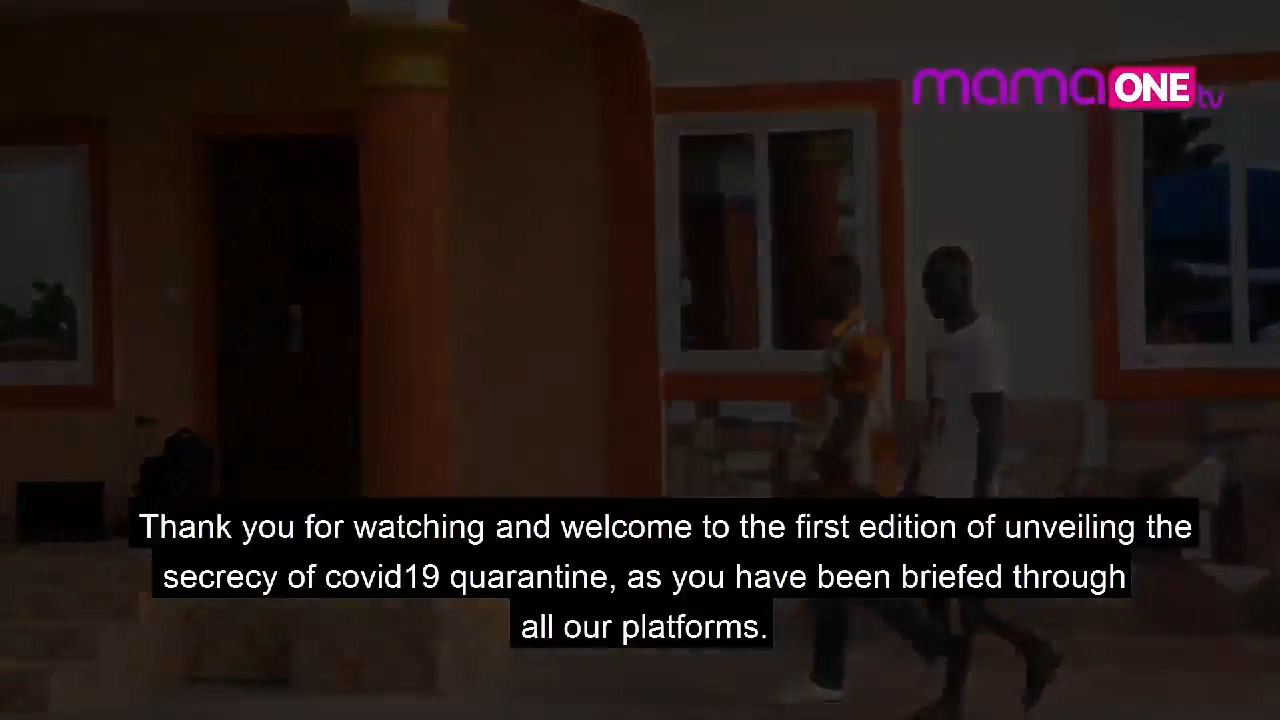 mamaONEtv
Thank you for watching and welcome to the first edition of unveiling the
secrecy of covid19 quarantine, as you have been briefed through
all our platforms.